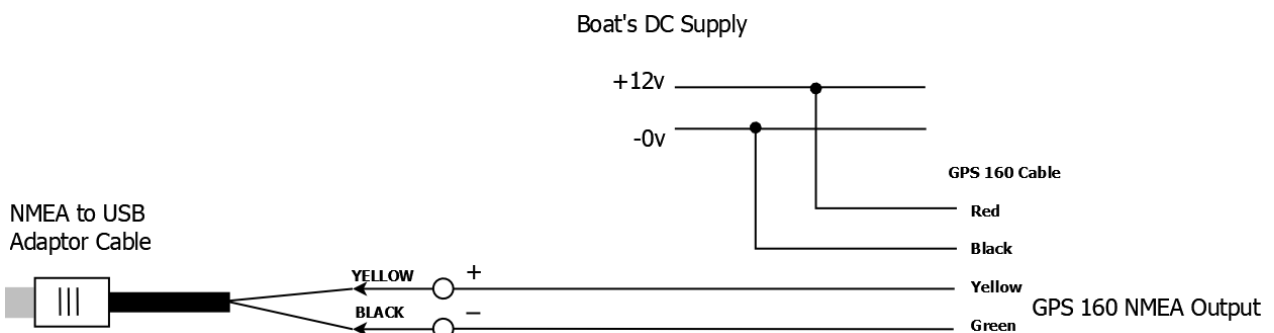 Boat's DC Supply
+12v
-0v
GPS 160 Cable
Red
Black
NMEA to USB
Adaptor Cable
YELLOW
+
Yellow
BLACK
−
Green
GPS 160 NMEA Output